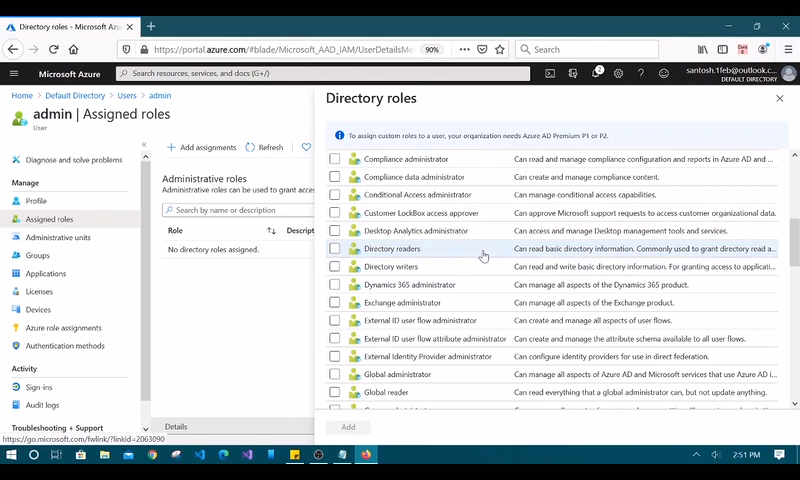 Directory roles - Microsoft Az
https://portal.azure.com/#blade/Microsoft_AAD_IAM/UserDetailsMe
90%
Search
Microsoft Azure
Search resources, services, and docs (G+/)
2
santosh.1feb@outlook.c...
DEFAULT DIRECTORY
Home > Default Directory > Users > admin
admin | Assigned roles
User
Diagnose and solve problems
Manage
Profile
Assigned roles
Administrative units
Groups
Applications
Licenses
Devices
Azure role assignments
Authentication methods
Activity
Sign-ins
Audit logs
Troubleshooting + Support
https://go.microsoft.com/fwlink/?linkid=2063090
Add assignments
Refresh
Administrative roles
Administrative roles can be used to grant acces
Search by name or description
Role
Descript
No directory roles assigned.
Details
Directory roles
To assign custom roles to a user, your organization needs Azure AD Premium P1 or P2.
Compliance administrator Can read and manage compliance configuration and reports in Azure AD and ...
Compliance data administrator Can create and manage compliance content.
Conditional Access administrator Can manage conditional access capabilities.
Customer LockBox access approver Can approve Microsoft support requests to access customer organizational data.
Desktop Analytics administrator Can access and manage Desktop management tools and services.
Directory readers Can read basic directory information. Commonly used to grant directory read a...
Directory writers Can read and write basic directory information. For granting access to applicati...
Dynamics 365 administrator Can manage all aspects of the Dynamics 365 product.
Exchange administrator Can manage all aspects of the Exchange product.
External ID user flow administrator Can create and manage all aspects of user flows.
External ID user flow attribute administrator Can create and manage the attribute schema available to all user flows.
External Identity Provider administrator Can configure identity providers for use in direct federation.
Global administrator Can manage all aspects of Azure AD and Microsoft services that use Azure AD i...
Global reader Can read everything that a global administrator can, but not update anything.
Add
2:51 PM